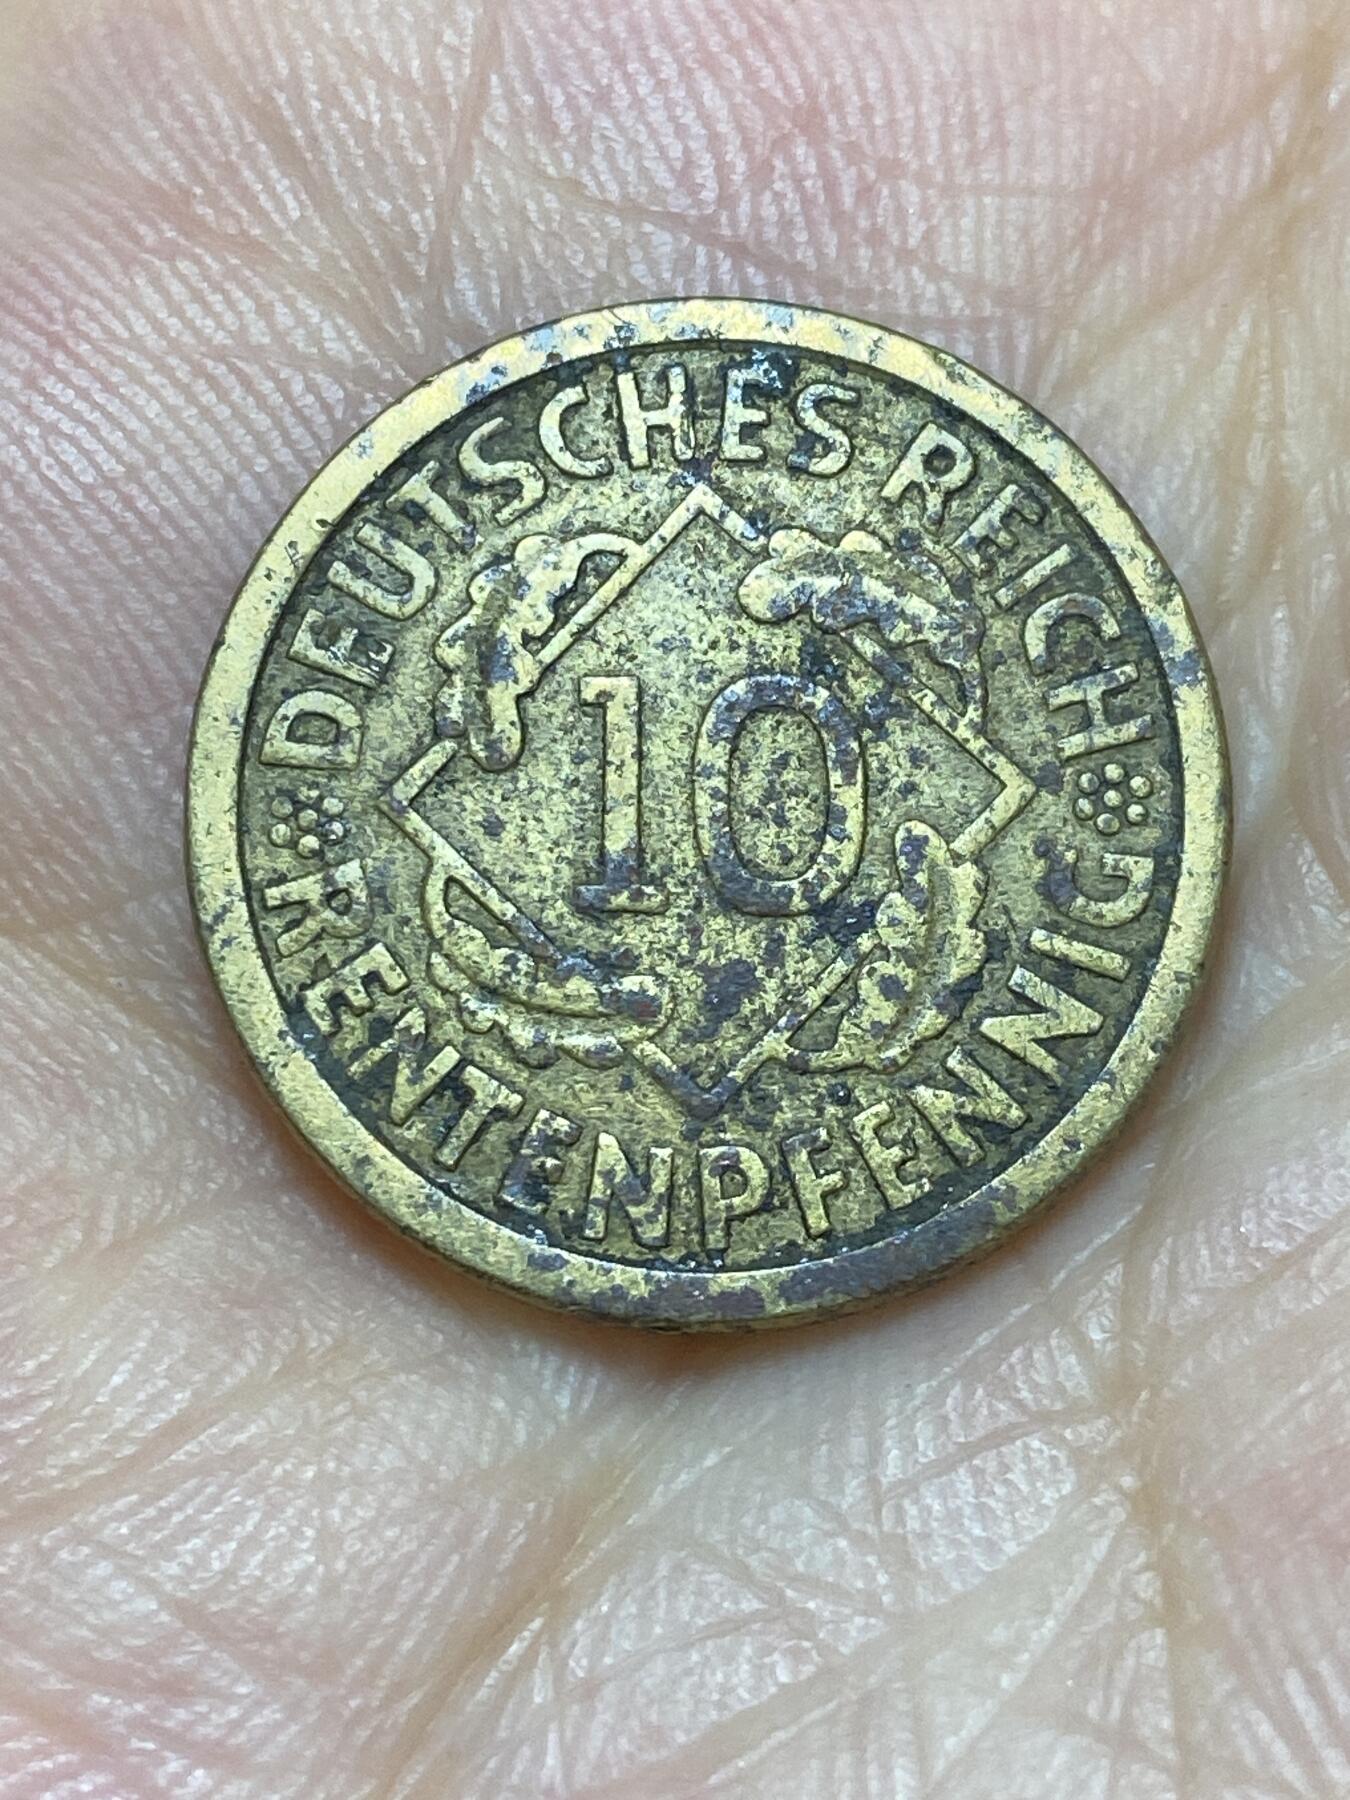 DEUTSCHES REICH
10
RENTENPFENNIG